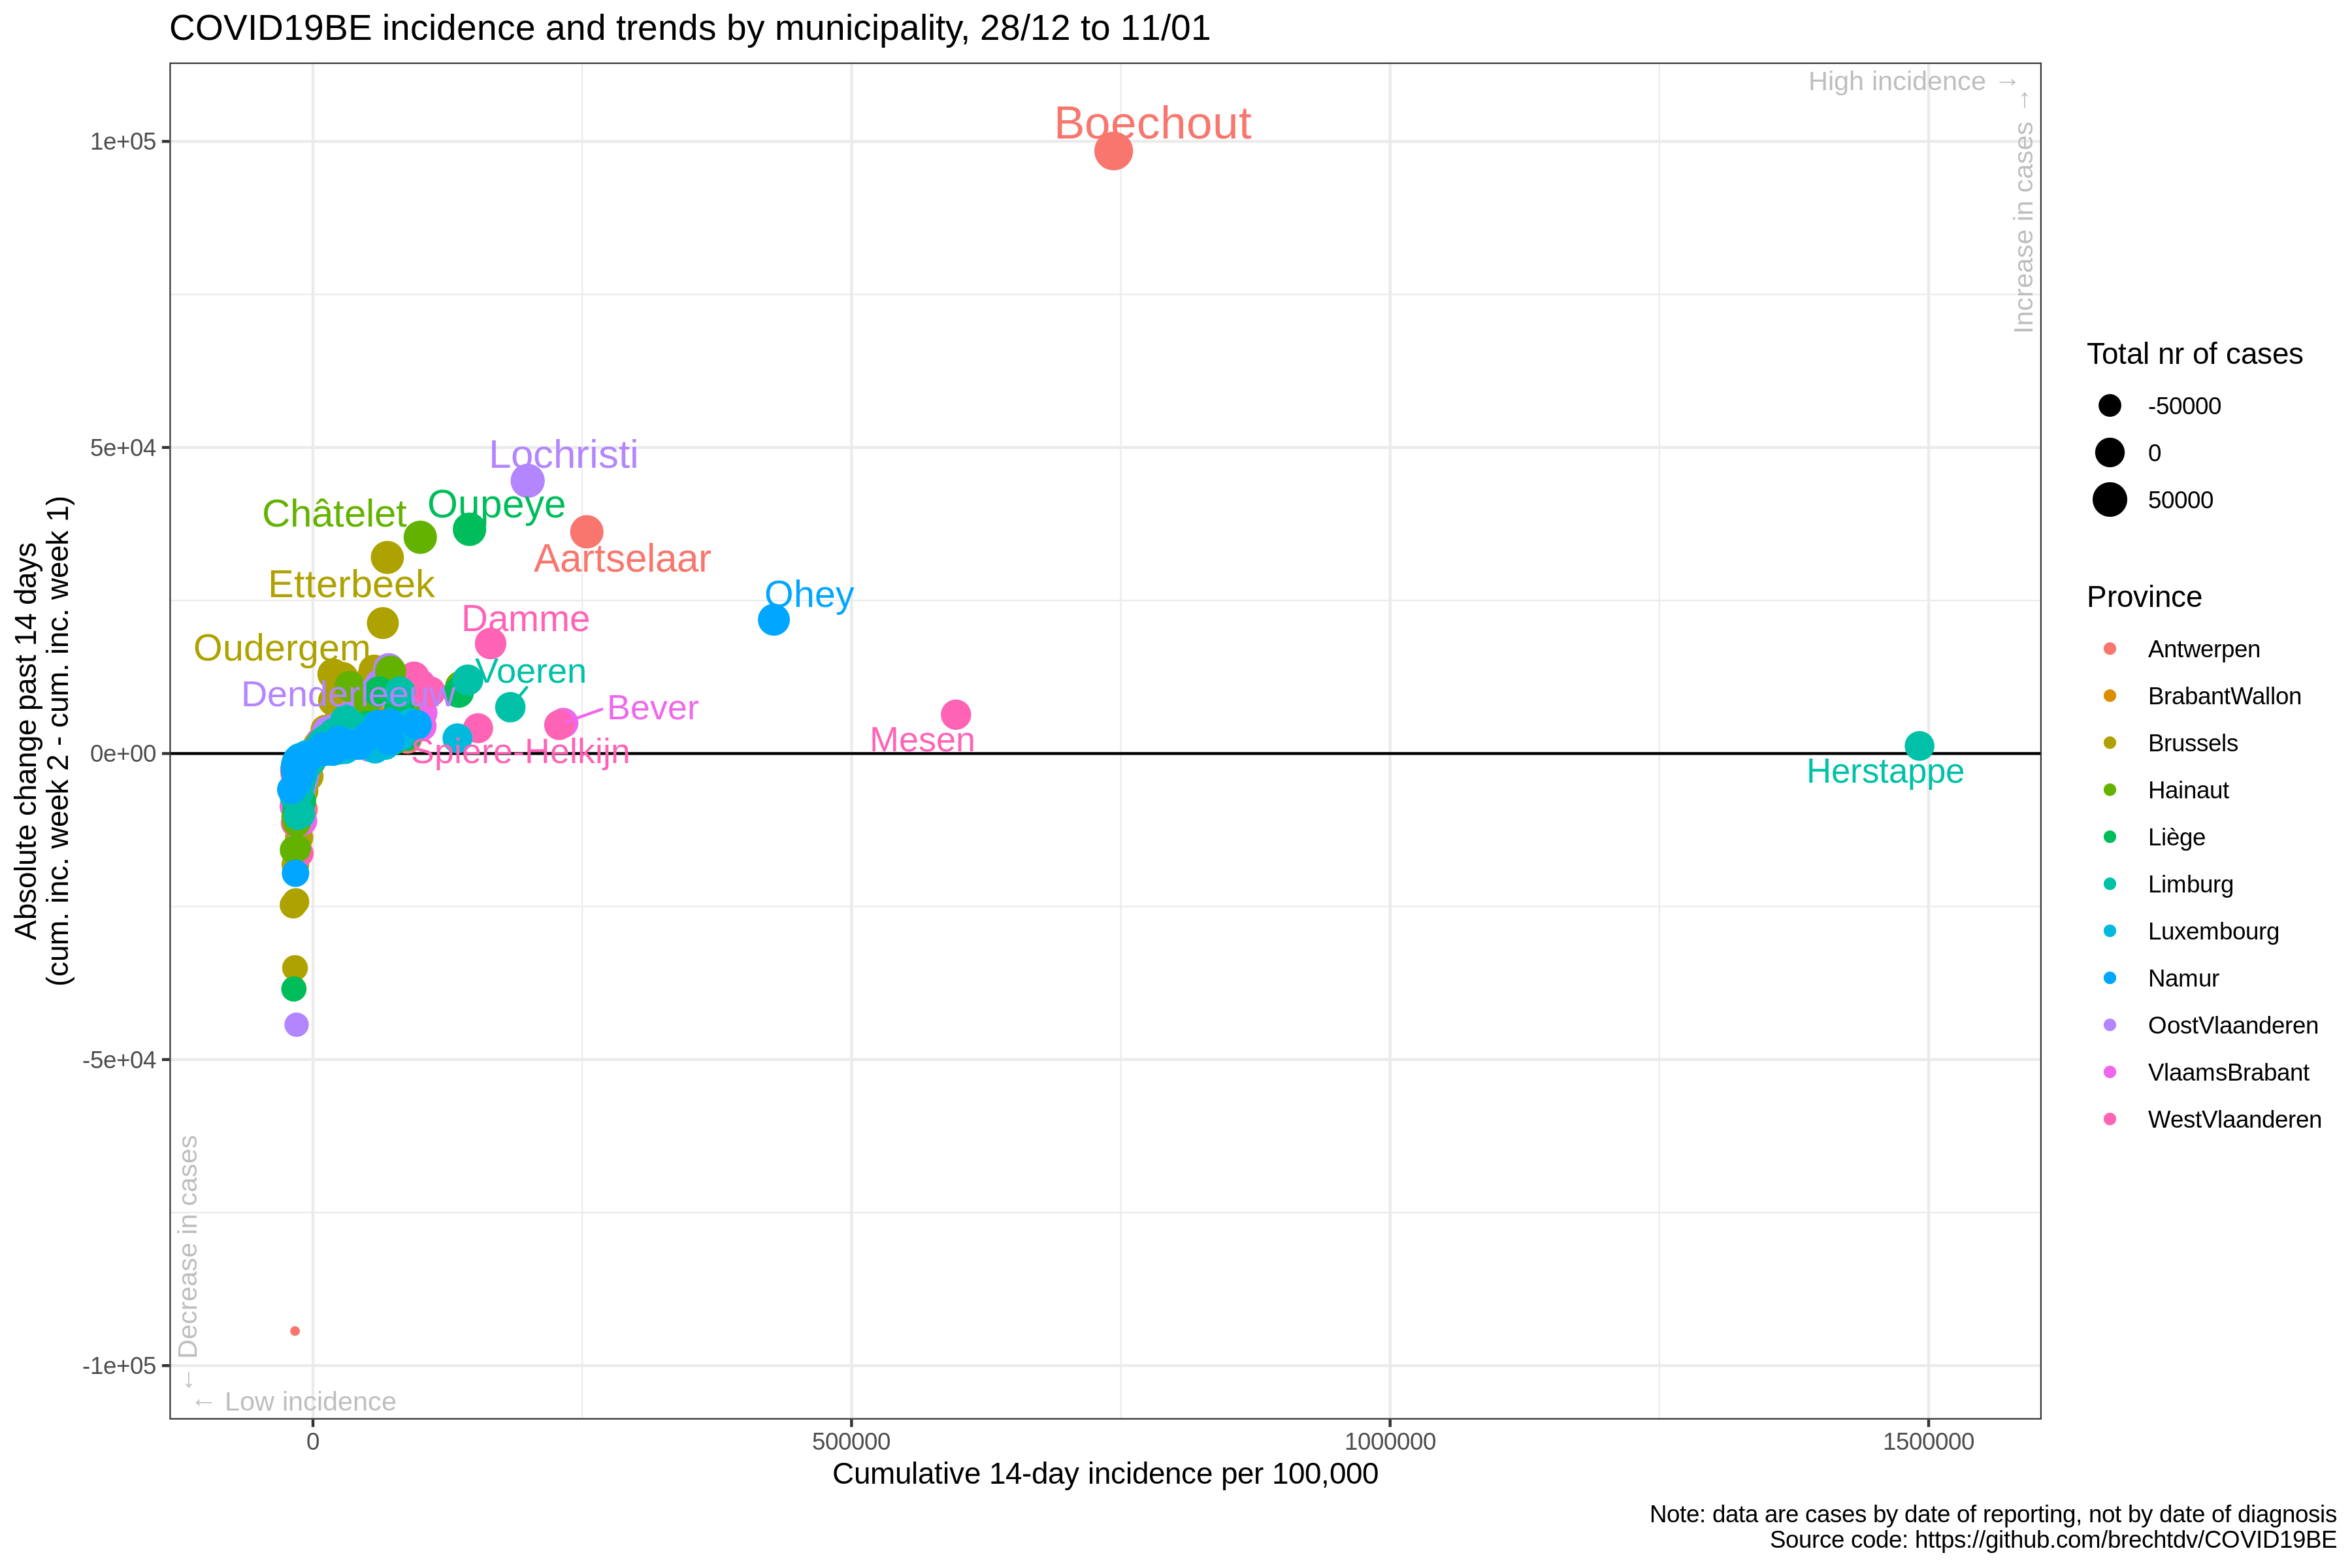 COVID19BE incidence and trends by municipality, 28/12 to 11/01
High incidence →
Increase in cases →
Boechout
1e+05
Lochristi
5e+04
Châtelet
Oupeye
Aartselaar
Etterbeek
Ohey
Damme
Oudergem
Voeren
Denderleeuw
Bever
Mesen
Spiere-Helkijn
0e+00
Herstappe
-5e+04
-1e+05
← Decrease in cases
← Low incidence
Absolute change past 14 days
(cum. inc. week 2 - cum. inc. week 1)
0
500000
1000000
1500000
Cumulative 14-day incidence per 100,000
Total nr of cases
-50000
0
50000
Province
Antwerpen
BrabantWallon
Brussels
Hainaut
Liège
Limburg
Luxembourg
Namur
OostVlaanderen
VlaamsBrabant
WestVlaanderen
Note: data are cases by date of reporting, not by date of diagnosis
Source code: https://github.com/brechtdv/COVID19BE